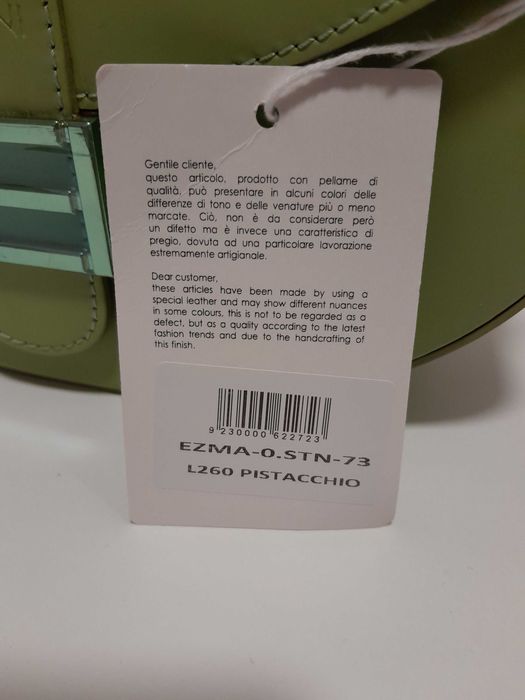 Gentile cliente,
questo articolo, prodotto con pellame di
qualità, può presentare in alcuni colori delle
differenze di tono e delle venature più o meno
marcate. Ciò, non è da considerare però
un difetto ma è invece una caratteristica di
pregio, dovuta ad una particolare lavorazione
estremamente artigianale.
Dear customer,
these articles have been made by using a
special leather and may show different nuances
in some colours, this is not to be regarded as a
defect, but as a quality according to the latest
fashion trends and due to the handcrafting of
this finish.
9 230000 622723
EZMA-0.STN-73
L260 PISTACCHIO